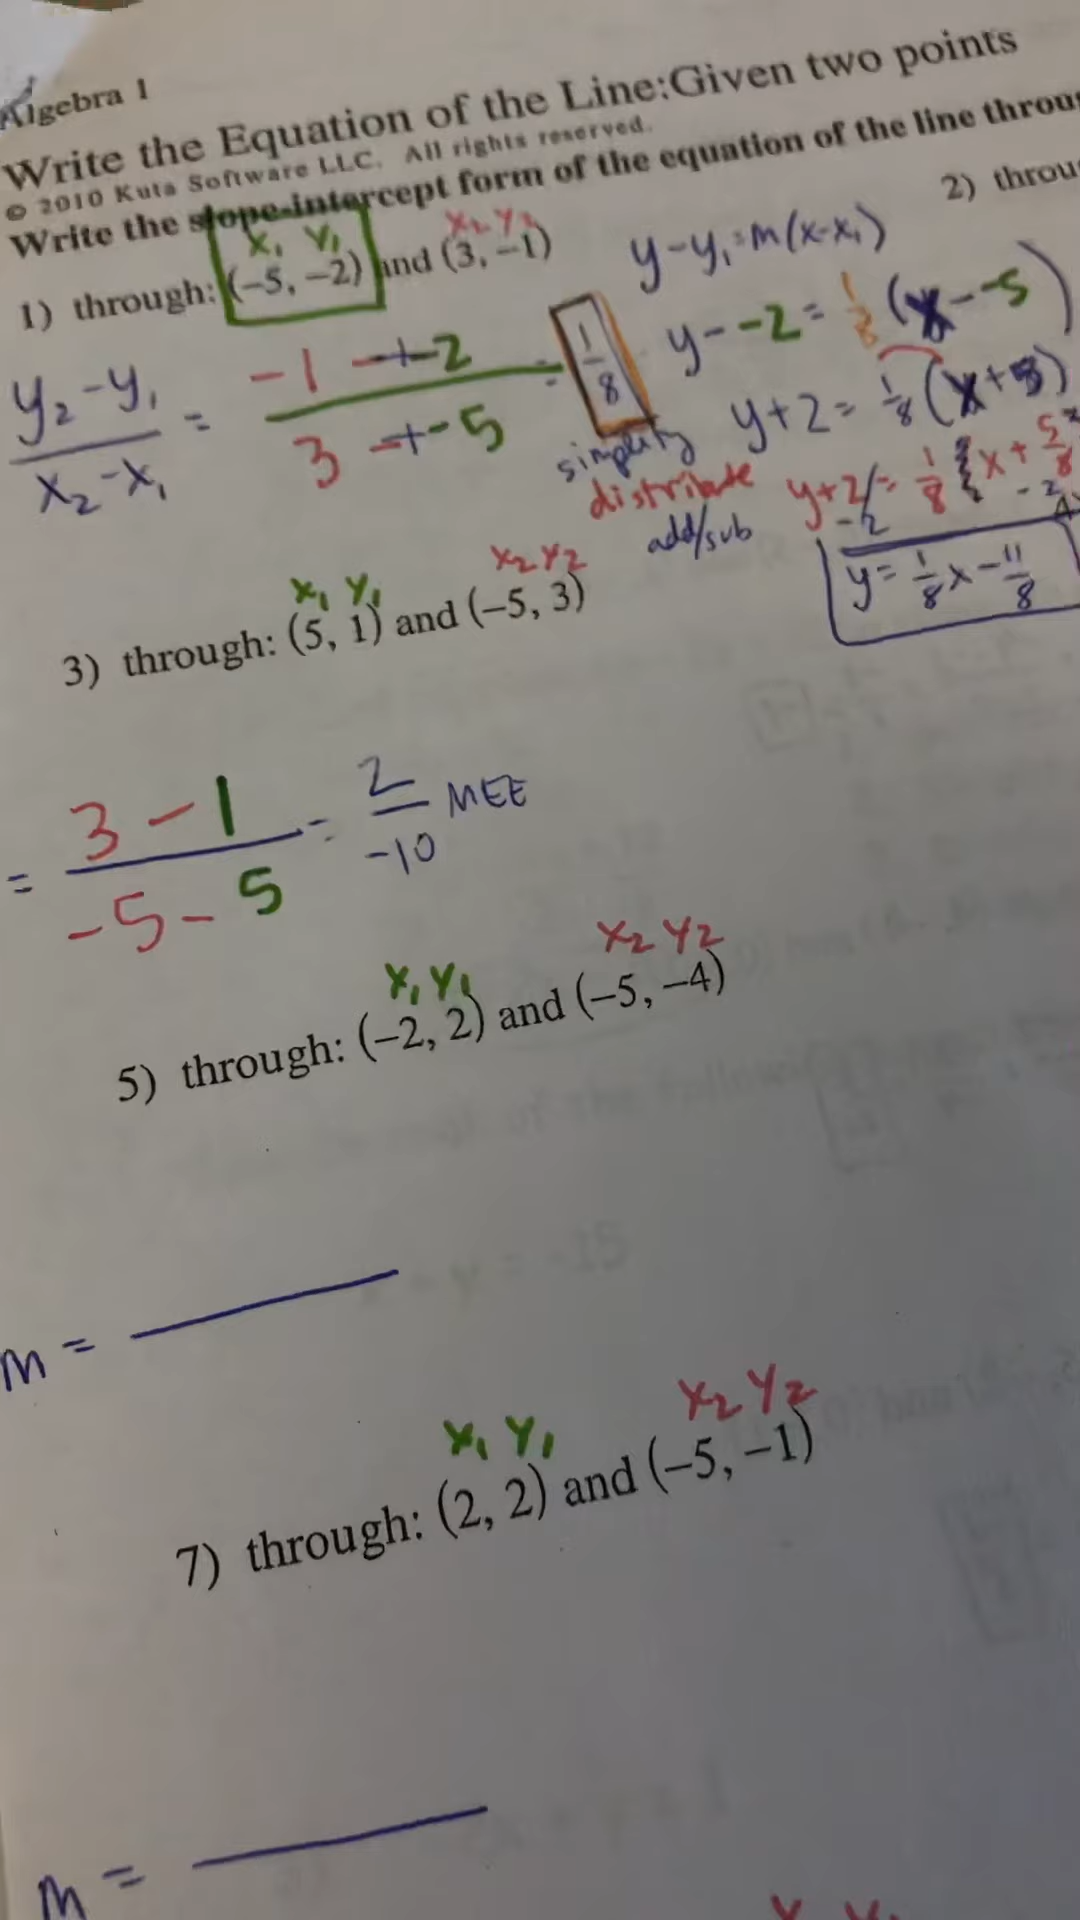 Algebra 1
Write the Equation of the Line:Given two points
© 2010 Kuta Software LLC. All rights reserved.
Write the slope-intercept form of the equation of the line
x₁ y₁
x₂ y₂
1) through: (−5, −2) and (3, −1)
2)
y₂ - y₁ / x₂ - x₁ = -1 -+ -2 / 3 -+ -5 = 1/8
y - y₁ = m(x - x₁)
y - -2 = 1/8 (x - -5)
simplify y + 2 = 1/8 (x + 5)
distribute y + 2 = 1/8 x + 5/8
add/sub -2 -2
y = 1/8 x - 11/8
x₁ y₁
x₂ y₂
3) through: (5, 1) and (−5, 3)
= 3 - 1 / -5 - 5 = 2 / -10 MEE
x₁ y₁
x₂ y₂
5) through: (−2, 2) and (−5, −4)
m =
x₁ y₁
x₂ y₂
7) through: (2, 2) and (−5, −1)
m =